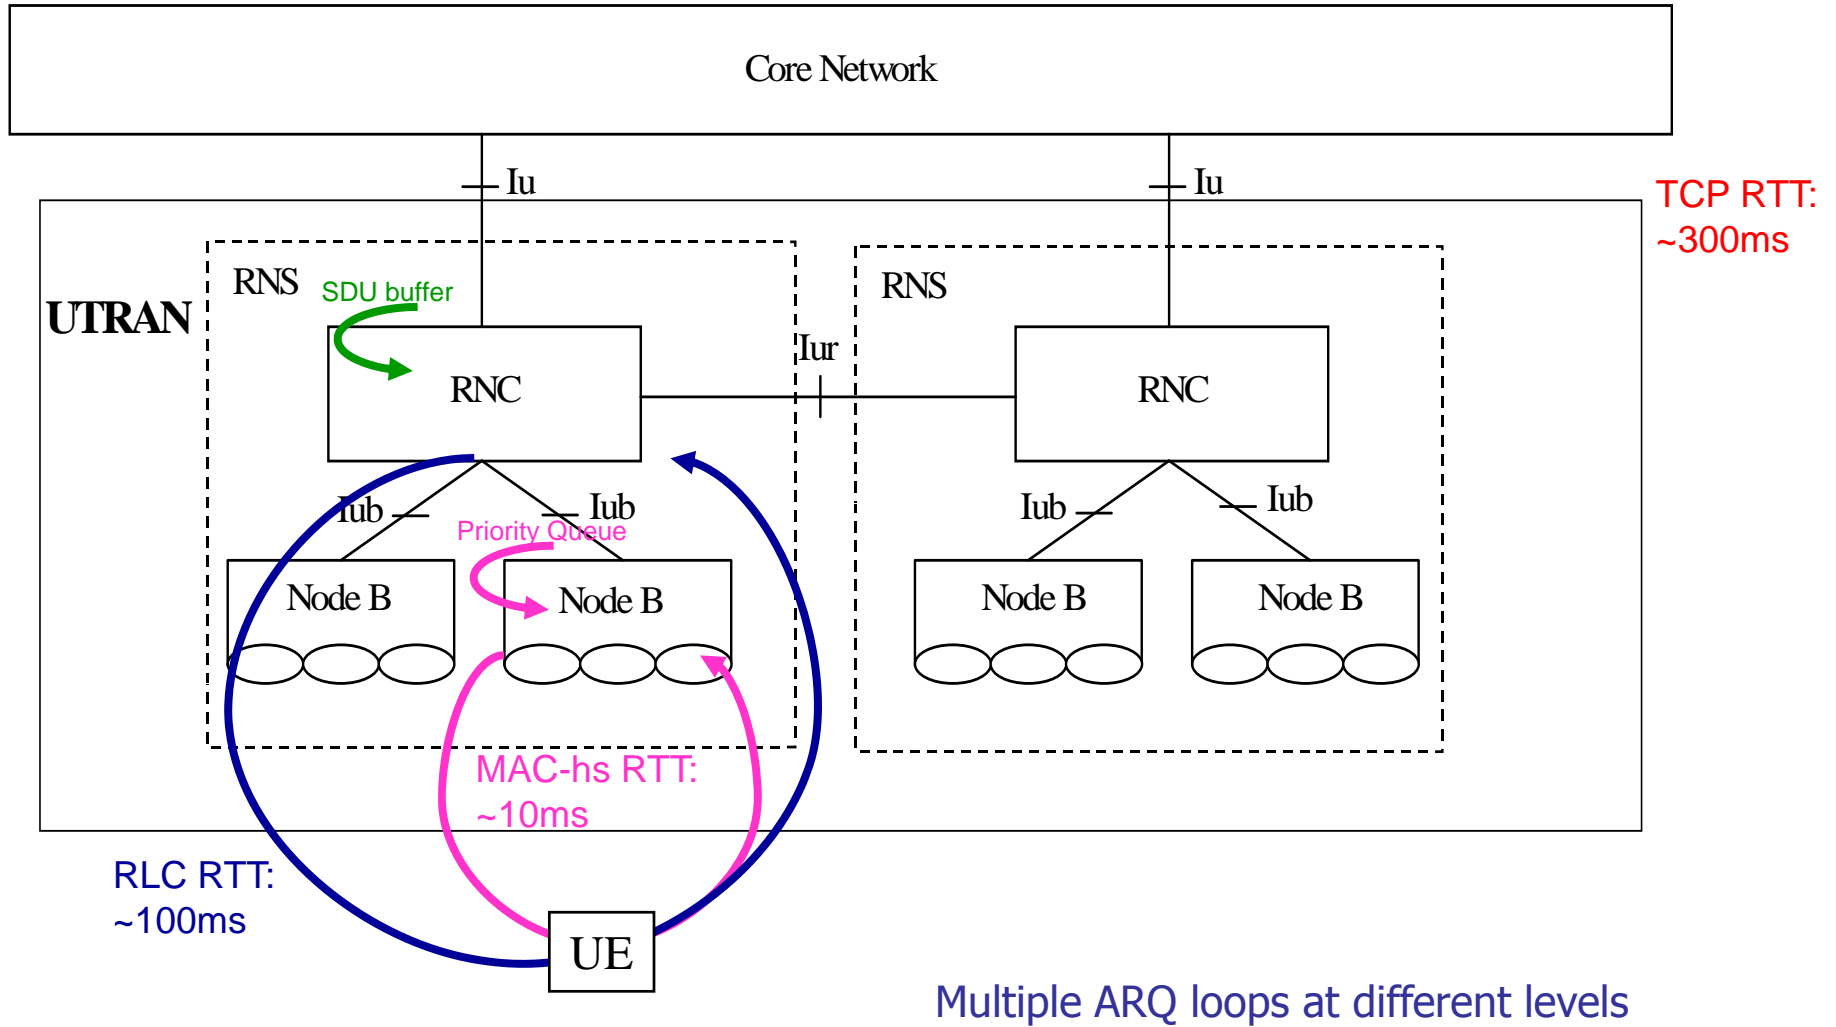 Core Network
Iu
Iu
TCP RTT:
~300ms
RNS
SDU buffer
RNS
UTRAN
Iur
RNC
RNC
Iub
Iub
Iub
Iub
Priority Queue
Node B
Node B
Node B
Node B
MAC-hs RTT:
~10ms
RLC RTT:
~100ms
UE
Multiple ARQ loops at different levels